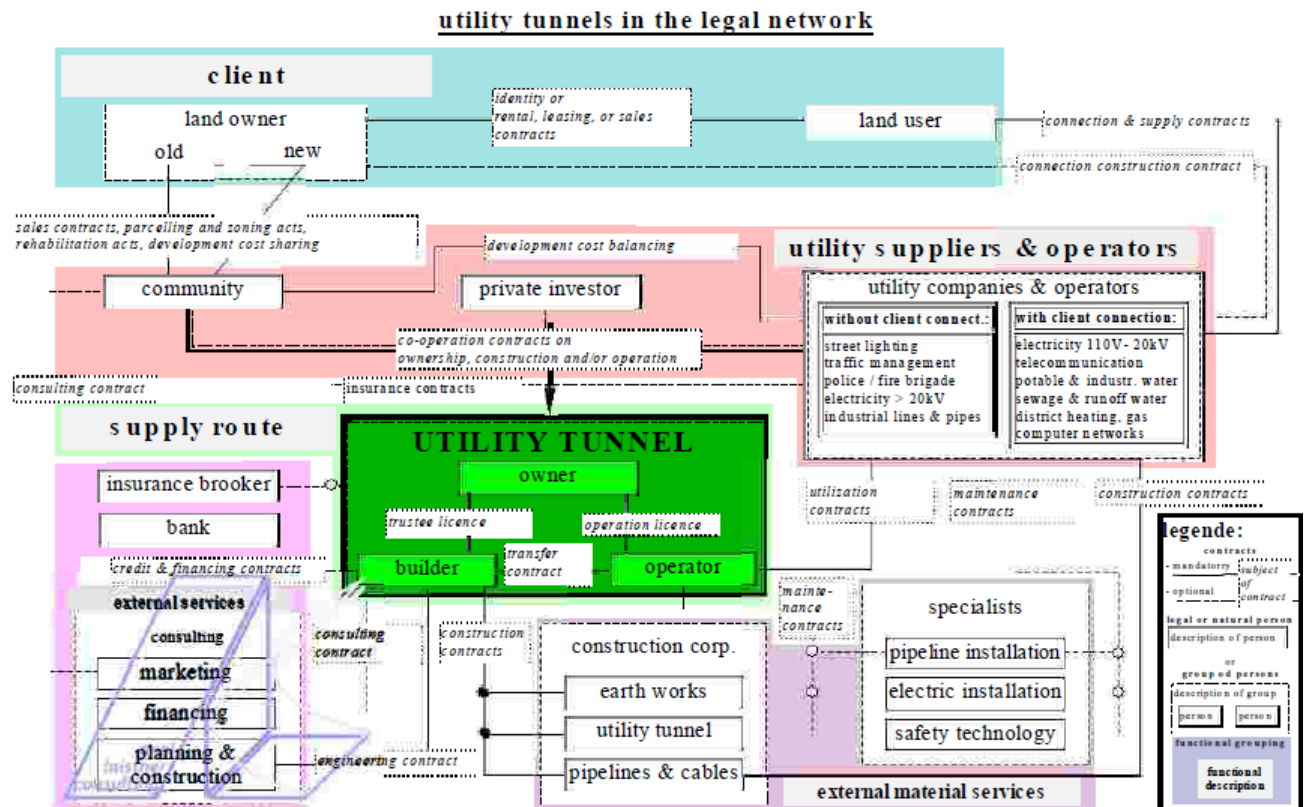 utility tunnels in the legal network
client
land owner
old new
identity or
rental, leasing, or sales
contracts
land user
connection & supply contracts
connection construction contract
sales contracts, parcelling and zoning acts,
rehabilitation acts, development cost sharing
development cost balancing
utility suppliers & operators
community
private investor
utility companies & operators
without client connect.:
street lighting
traffic management
police / fire brigade
electricity > 20kV
industrial lines & pipes
with client connection:
electricity 110V- 20kV
telecommunication
potable & industr. water
sewage & runoff water
district heating, gas
computer networks
co-operation contracts on
ownership, construction and/or operation
consulting contract
insurance contracts
supply route
UTILITY TUNNEL
owner
trustee licence
operation licence
builder
transfer
contract
operator
insurance brooker
bank
credit & financing contracts
utilization
contracts
maintenance
contracts
construction contracts
external services
consulting
marketing
financing
planning &
construction
consulting
contract
engineering contract
construction
contracts
construction corp.
earth works
utility tunnel
pipelines & cables
mainte-
nance
contracts
specialists
pipeline installation
electric installation
safety technology
external material services
legende:
contracts
- mandatorry
- optional
subject
of
contract
legal or natural person
description of person
or
group od persons
description of group
person person
functional grouping
functional
description